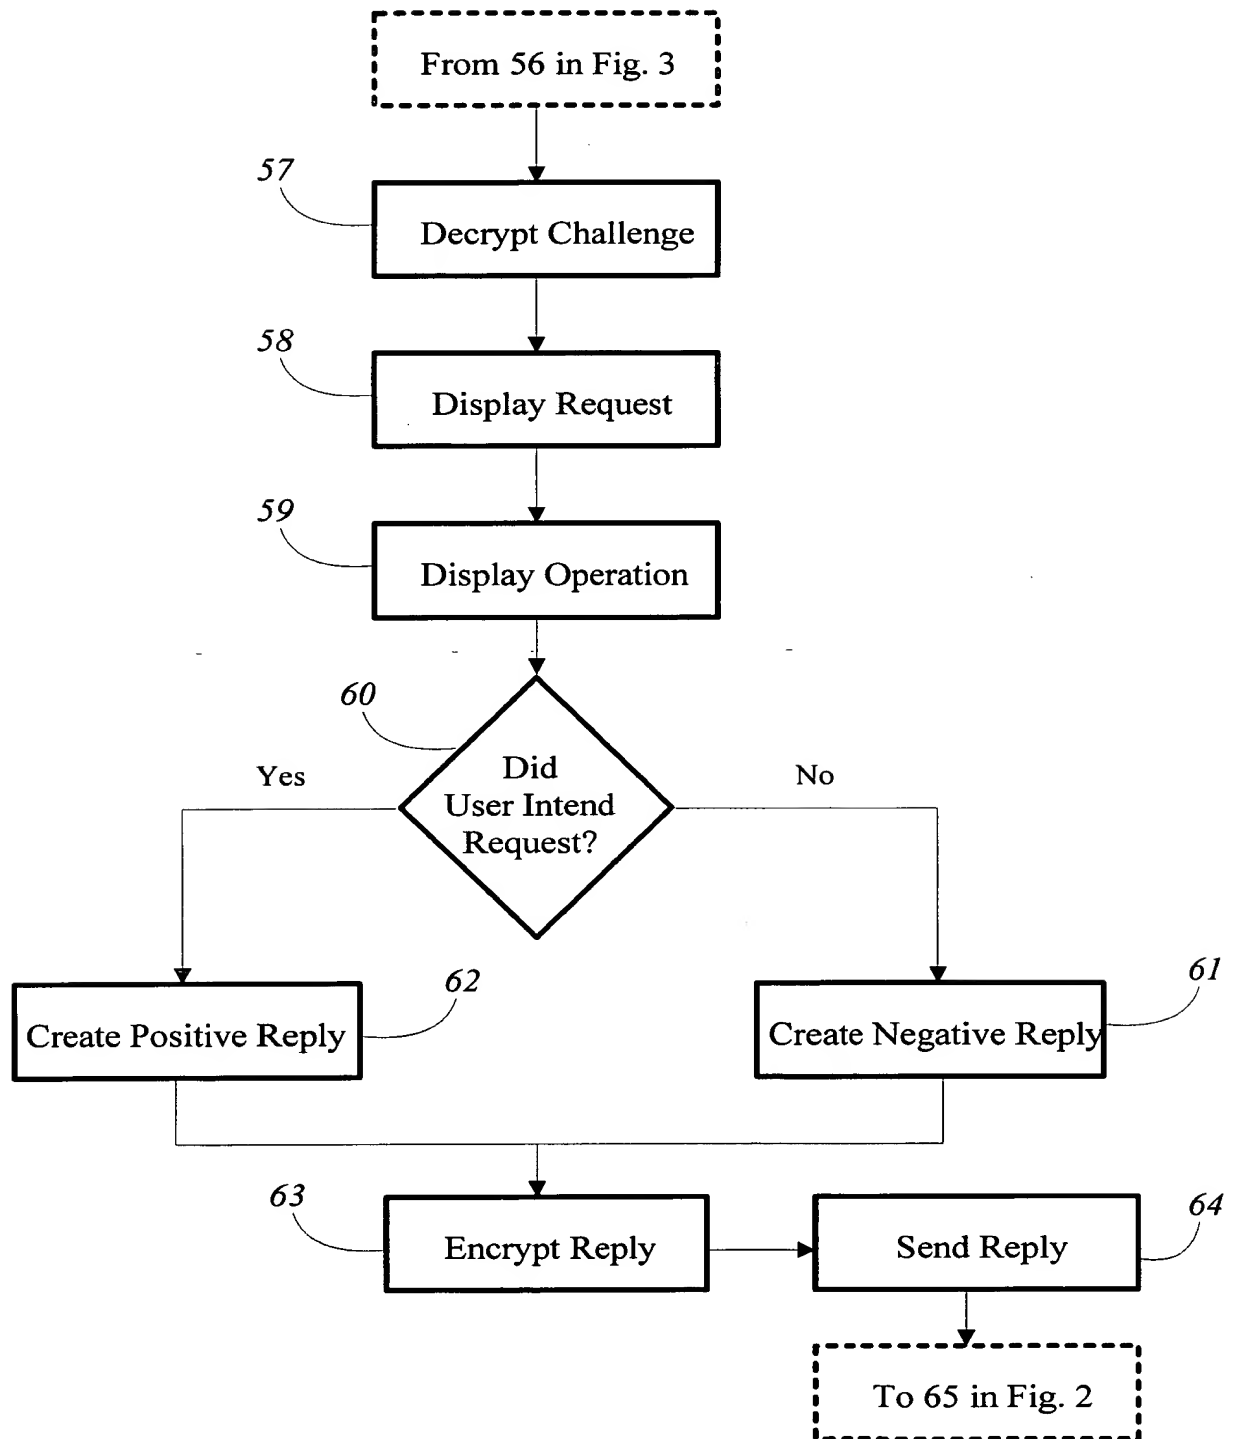 From 56 in Fig. 3
57
Decrypt Challenge
58
Display Request
59
Display Operation
60
Did
User Intend
Request?
Yes
No
62
Create Positive Reply
61
Create Negative Reply
63
Encrypt Reply
64
Send Reply
To 65 in Fig. 2